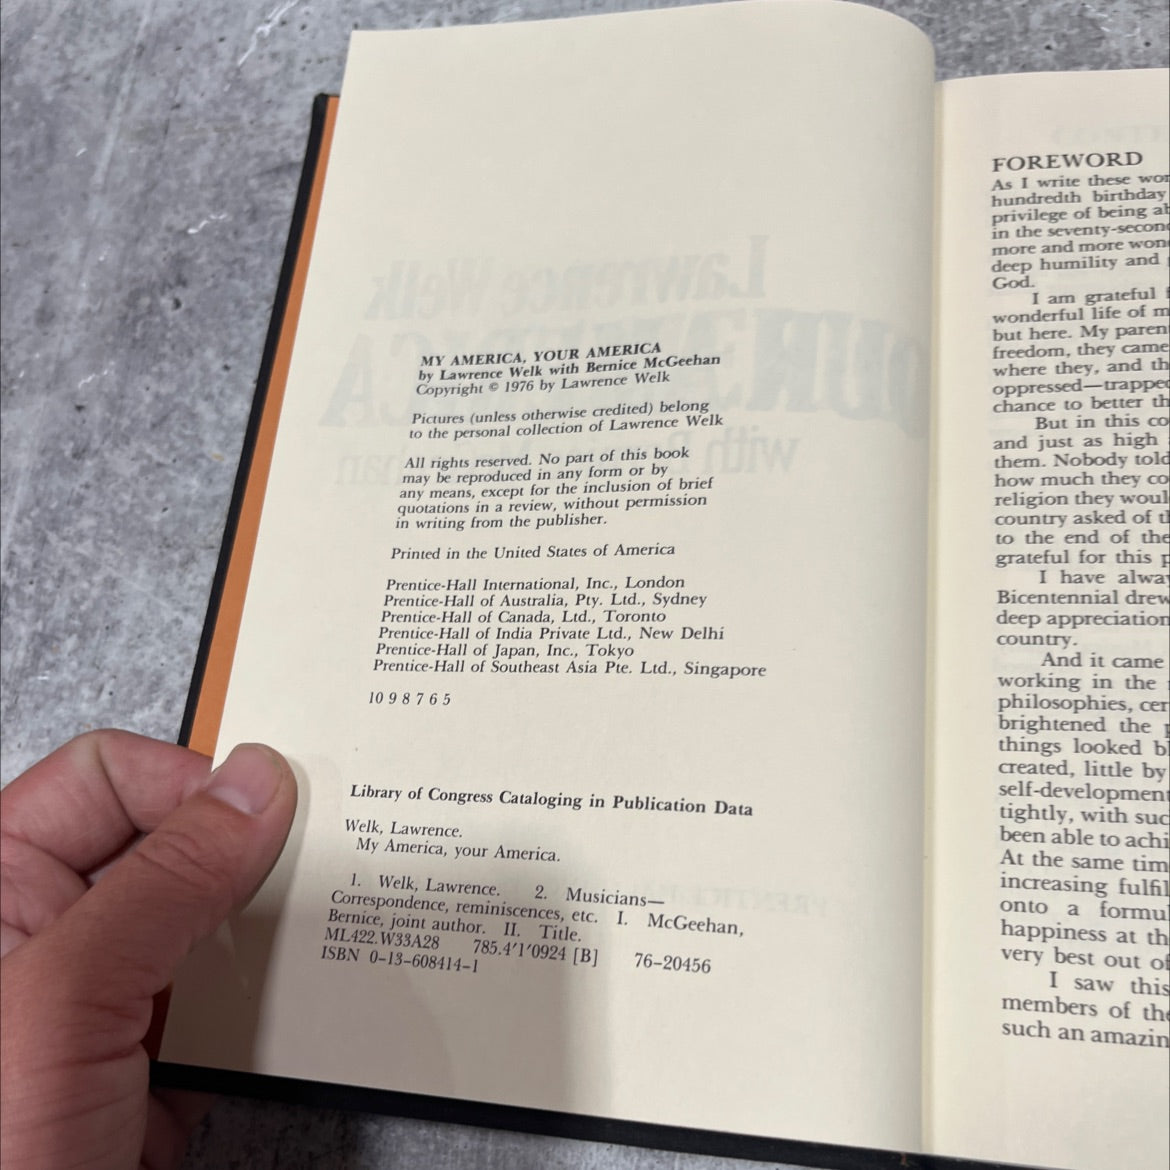 MY AMERICA, YOUR AMERICA
by Lawrence Welk with Bernice McGeehan
Copyright © 1976 by Lawrence Welk
Pictures (unless otherwise credited) belong
to the personal collection of Lawrence Welk
All rights reserved. No part of this book
may be reproduced in any form or by
any means, except for the inclusion of brief
quotations in a review, without permission
in writing from the publisher.
Printed in the United States of America
Prentice-Hall International, Inc., London
Prentice-Hall of Australia, Pty. Ltd., Sydney
Prentice-Hall of Canada, Ltd., Toronto
Prentice-Hall of India Private Ltd., New Delhi
Prentice-Hall of Japan, Inc., Tokyo
Prentice-Hall of Southeast Asia Pte. Ltd., Singapore
10 9 8 7 6 5
Library of Congress Cataloging in Publication Data
Welk, Lawrence.
My America, your America.
1. Welk, Lawrence. 2. Musicians—
Correspondence, reminiscences, etc. I. McGeehan,
Bernice, joint author. II. Title.
ML422.W33A28 785.4'1'0924 [B] 76-20456
ISBN 0-13-608414-1
FOREWORD
As I write these
hundredth birthday
privilege of being
in the
more and more
deep humility and
God.
I am grateful
wonderful life of
but here. My
freedom, they came
where they, and
oppressed—trapped
chance to better
But in this
and just as high
them. Nobody told
how much they
religion they
country asked of
to the end of the
grateful for this
I have
Bicentennial drew
deep appreciation
country.
And it came
working in the
philosophies,
brightened the
things looked
created, little by
self-development
tightly, with
been able to
At the same
increasing
onto a
happiness at
very best out
I saw this
members of
such an